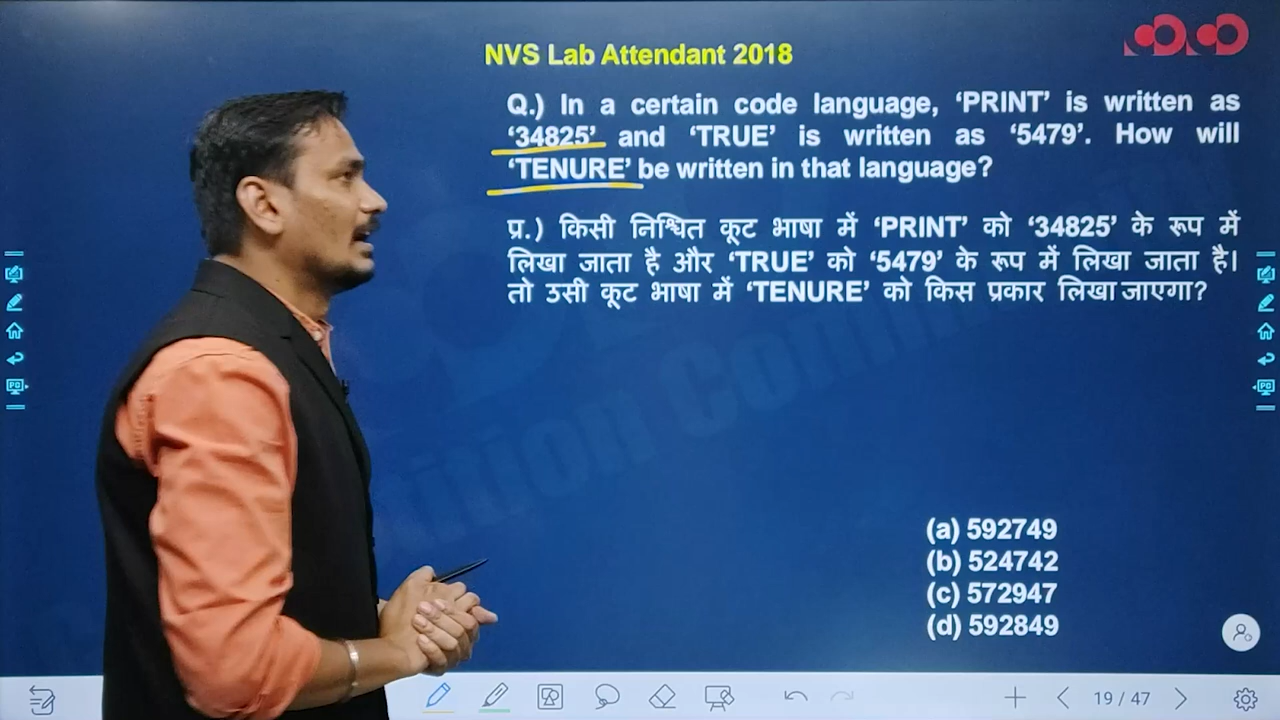 NVS Lab Attendant 2018
Q.) In a certain code language, ‘PRINT’ is written as
‘34825’ and ‘TRUE’ is written as ‘5479’. How will
‘TENURE’ be written in that language?
प्र.) किसी निश्चित कूट भाषा में ‘PRINT’ को ‘34825’ के रूप में
लिखा जाता है और ‘TRUE’ को ‘5479’ के रूप में लिखा जाता है।
तो उसी कूट भाषा में ‘TENURE’ को किस प्रकार लिखा जाएगा?
(a) 592749
(b) 524742
(c) 572947
(d) 592849
19 / 47